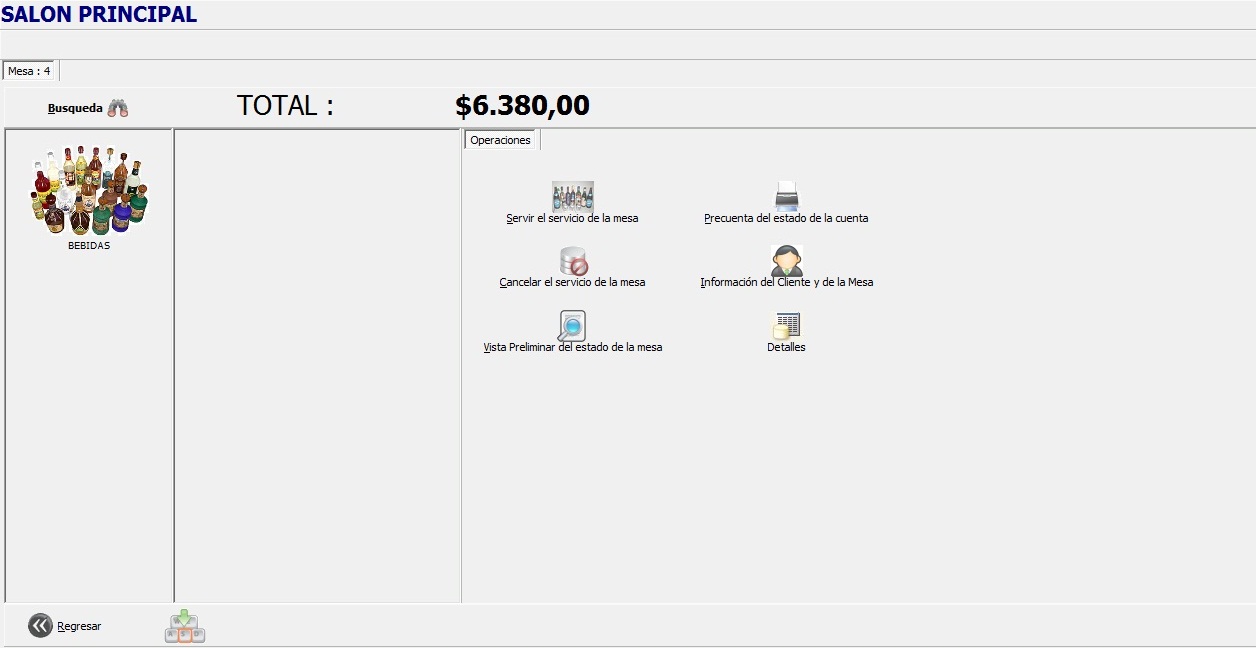 SALON PRINCIPAL
Mesa : 4
Busqueda
TOTAL :
$6.380,00
BEBIDAS
Operaciones
Servir el servicio de la mesa
Precuenta del estado de la cuenta
Cancelar el servicio de la mesa
Información del Cliente y de la Mesa
Vista Preliminar del estado de la mesa
Detalles
Regresar